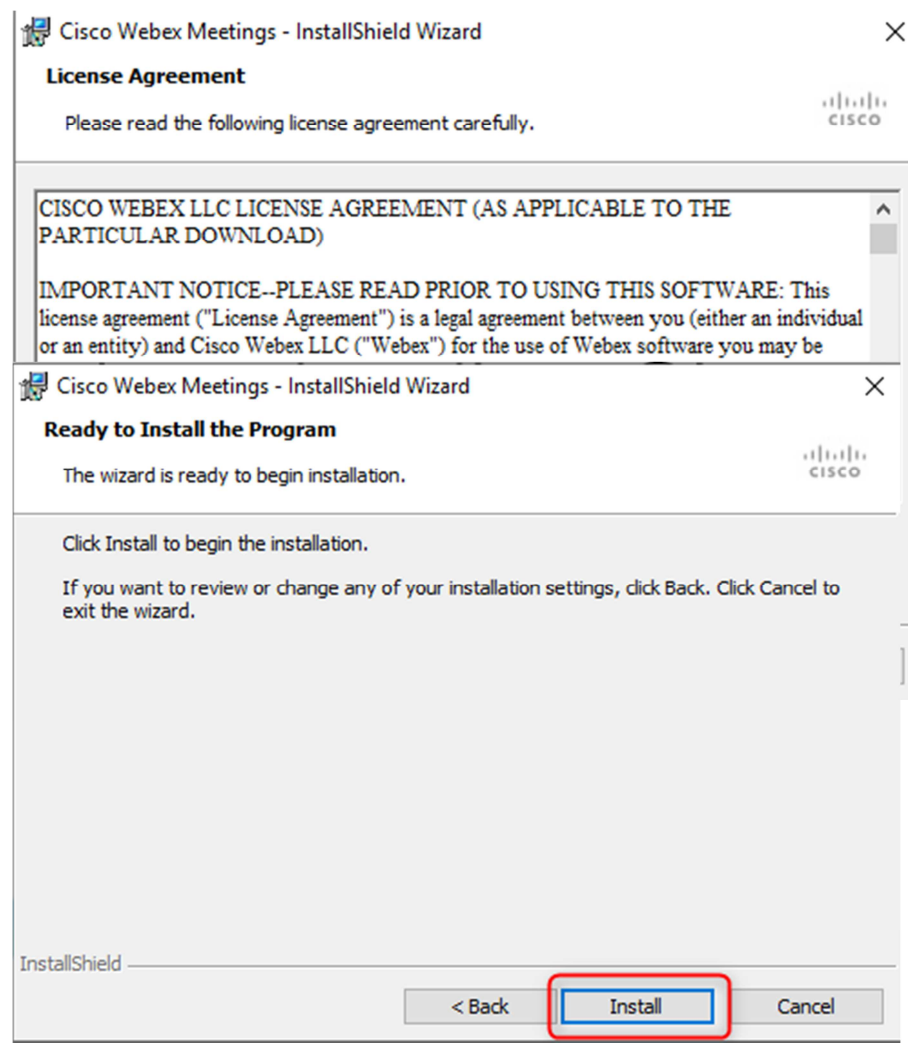 Cisco Webex Meetings - InstallShield Wizard
License Agreement
Please read the following license agreement carefully.
CISCO
CISCO WEBEX LLC LICENSE AGREEMENT (AS APPLICABLE TO THE
PARTICULAR DOWNLOAD)
IMPORTANT NOTICE--PLEASE READ PRIOR TO USING THIS SOFTWARE: This
license agreement ("License Agreement") is a legal agreement between you (either an individual
or an entity) and Cisco Webex LLC ("Webex") for the use of Webex software you may be
Cisco Webex Meetings - InstallShield Wizard
Ready to Install the Program
The wizard is ready to begin installation.
CISCO
Click Install to begin the installation.
If you want to review or change any of your installation settings, click Back. Click Cancel to
exit the wizard.
InstallShield
< Back Install Cancel